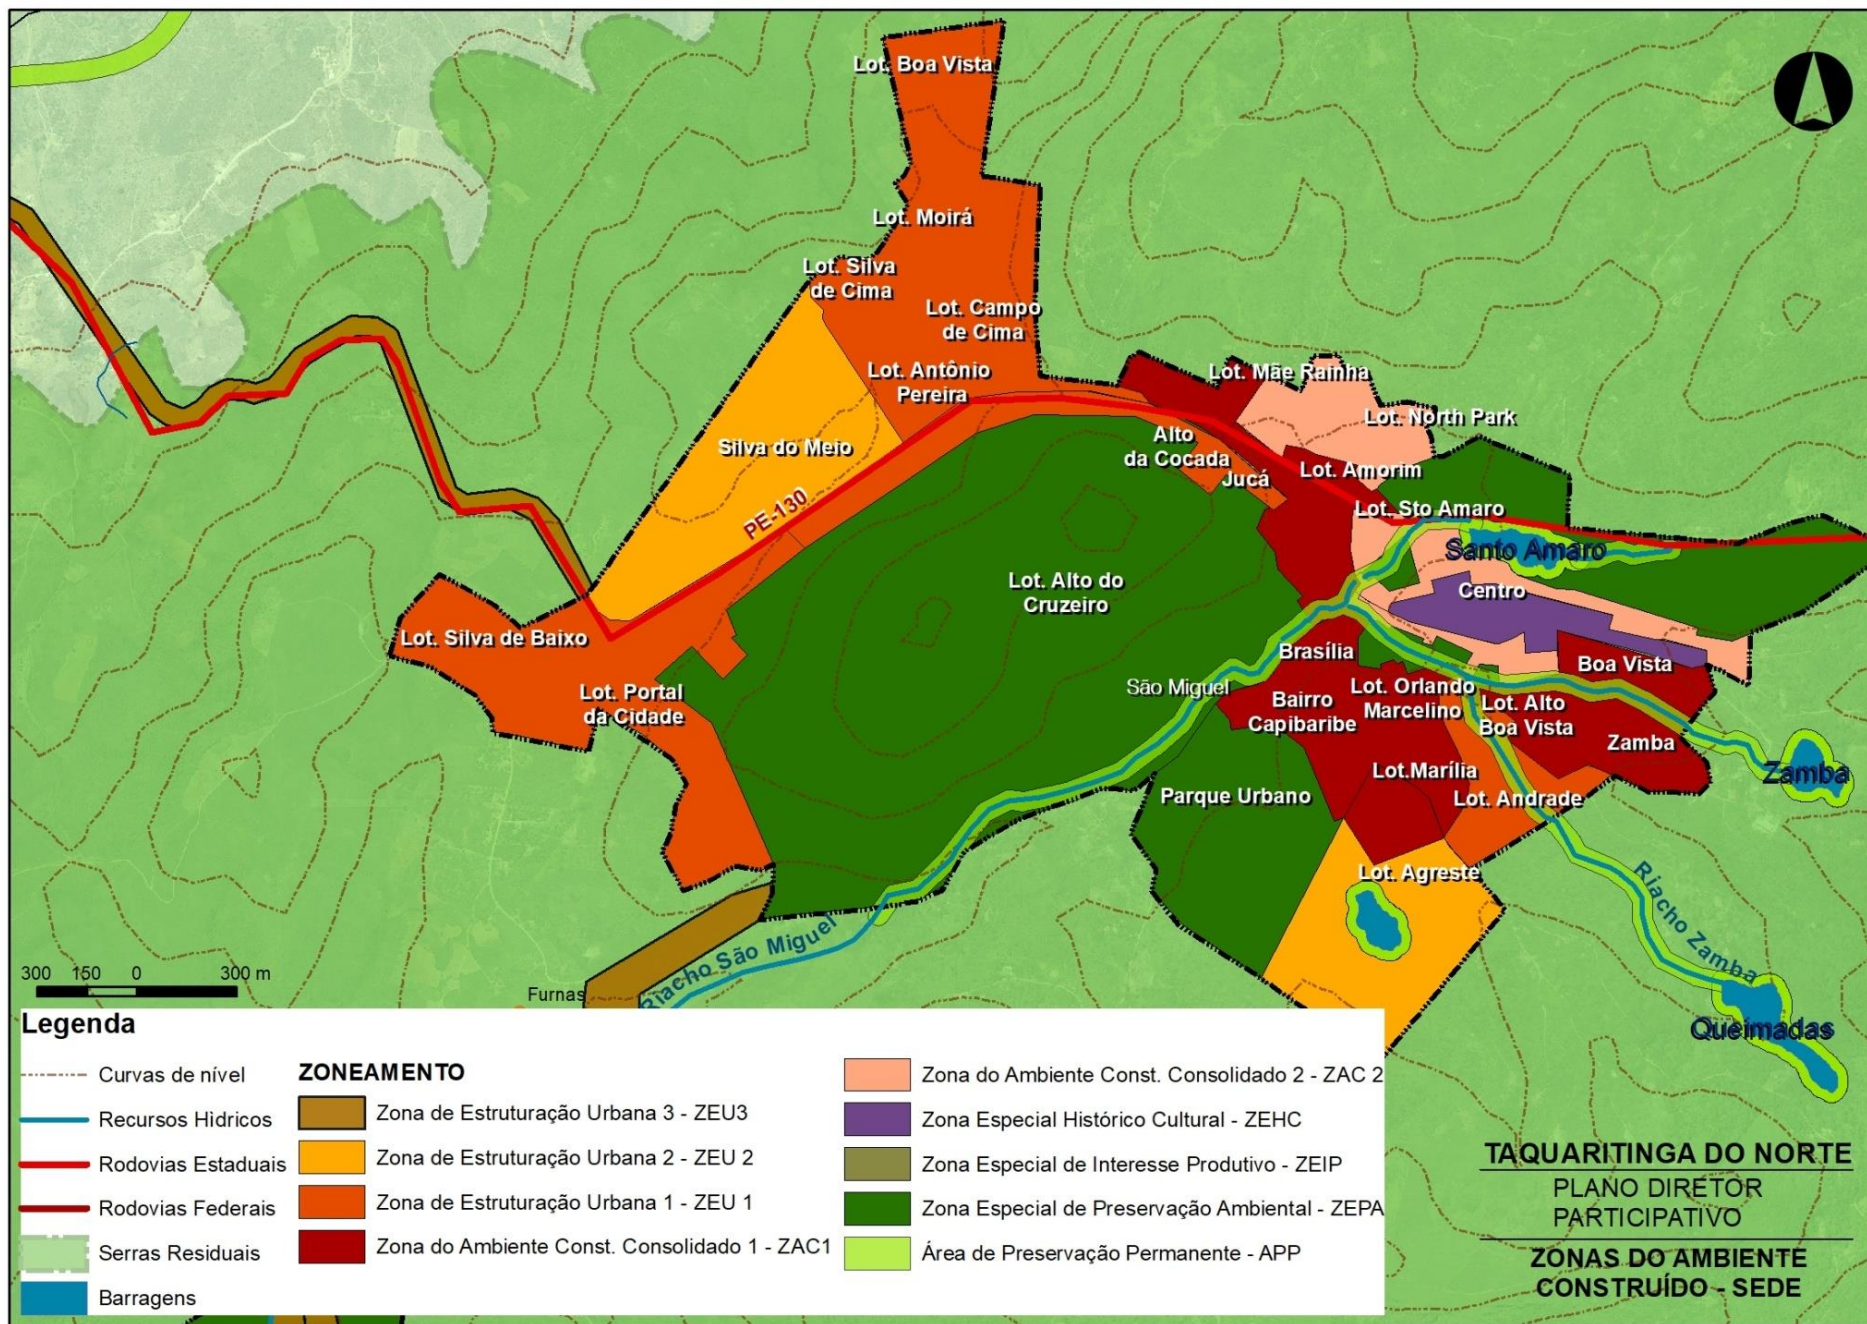 Lot. Boa Vista
Lot. Moirá
Lot. Silva
de Cima
Lot. Campo
de Cima
Lot. Antônio
Pereira
Lot. Mãe Rainha
Lot. North Park
Alto
da Cocada
Jucá
Lot. Amorim
Silva do Meio
PE-130
Lot. Sto Amaro
Santo Amaro
Centro
Lot. Alto do
Cruzeiro
Lot. Silva de Baixo
Brasília
Boa Vista
São Miguel
Lot. Portal
da Cidade
Bairro
Capibaribe
Lot. Orlando
Marcelino
Lot. Alto
Boa Vista
Zamba
Zamba
Lot.Marília
Parque Urbano
Lot. Andrade
Lot. Agreste
Riacho Zamba
Riacho São Miguel
Queimadas
Furnas
300 150 0 300 m
Legenda
Curvas de nível
Recursos Hìdricos
Rodovias Estaduais
Rodovias Federais
Serras Residuais
Barragens
ZONEAMENTO
Zona de Estruturação Urbana 3 - ZEU3
Zona de Estruturação Urbana 2 - ZEU 2
Zona de Estruturação Urbana 1 - ZEU 1
Zona do Ambiente Const. Consolidado 1 - ZAC1
Zona do Ambiente Const. Consolidado 2 - ZAC 2
Zona Especial Histórico Cultural - ZEHC
Zona Especial de Interesse Produtivo - ZEIP
Zona Especial de Preservação Ambiental - ZEPA
Área de Preservação Permanente - APP
TAQUARITINGA DO NORTE
PLANO DIRETOR
PARTICIPATIVO
ZONAS DO AMBIENTE
CONSTRUÍDO - SEDE